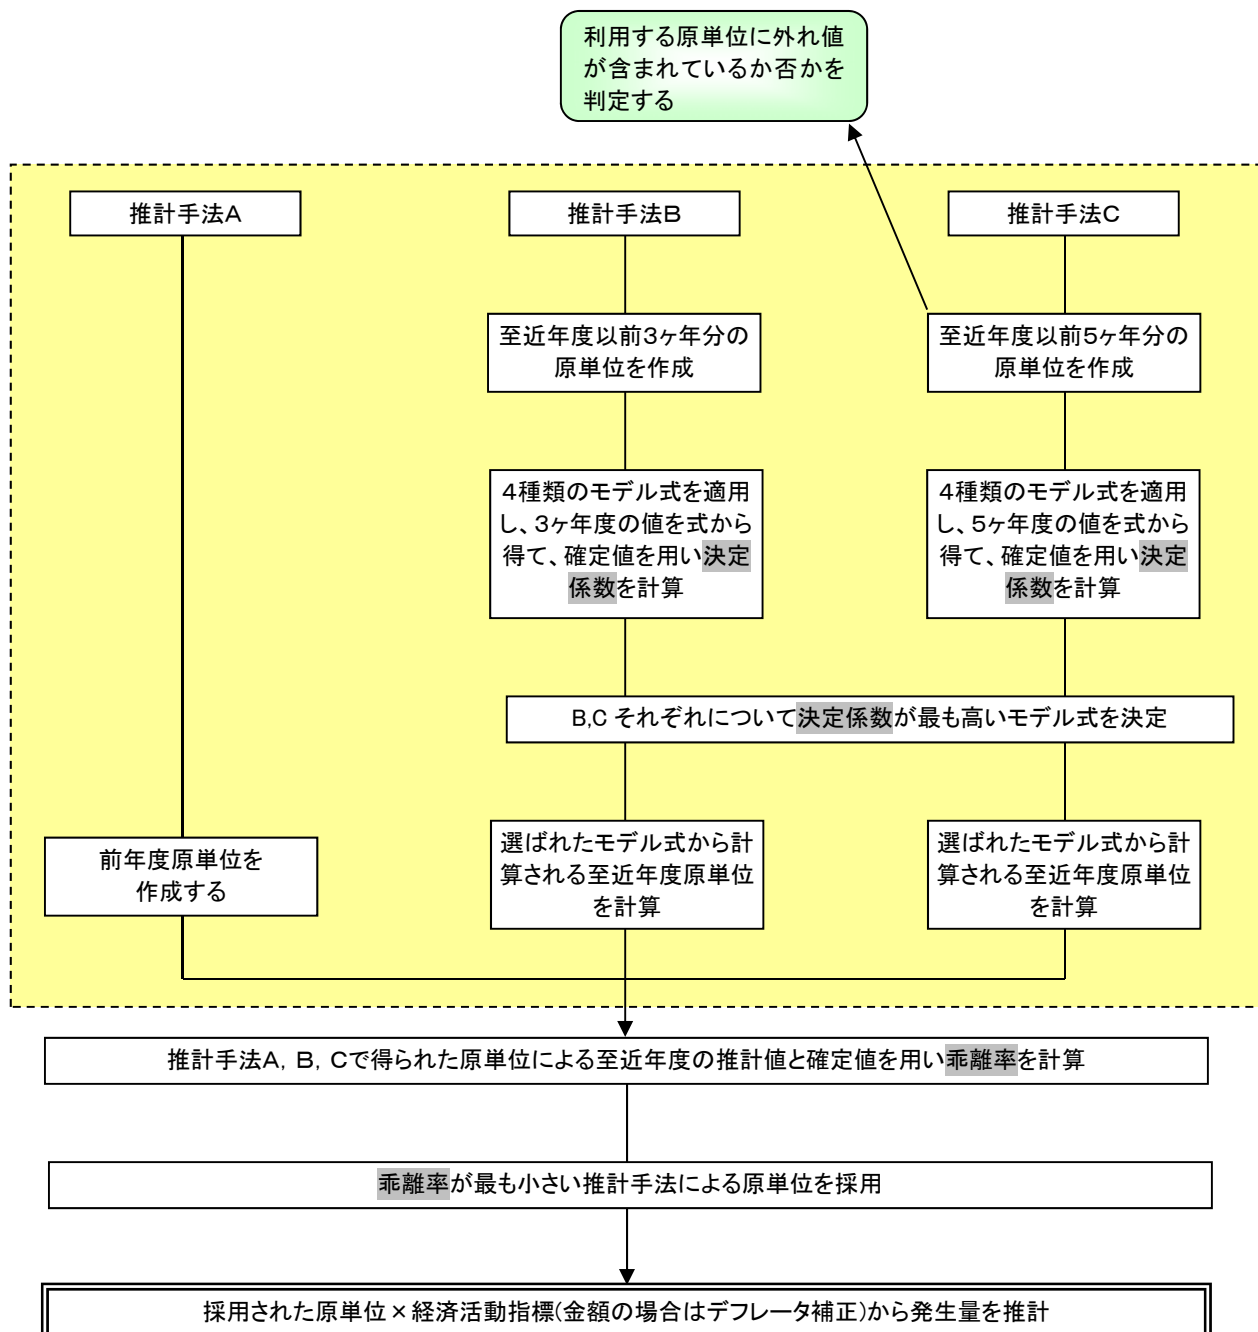 利用する原単位に外れ値
が含まれているか否かを
判定する
推計手法A
推計手法B
推計手法C
至近年度以前3ヶ年分の
原単位を作成
至近年度以前5ヶ年分の
原単位を作成
4種類のモデル式を適用
し、3ヶ年度の値を式から
得て、確定値を用い決定
係数を計算
4種類のモデル式を適用
し、5ヶ年度の値を式から
得て、確定値を用い決定
係数を計算
B,C それぞれについて決定係数が最も高いモデル式を決定
前年度原単位を
作成する
選ばれたモデル式から計
算される至近年度原単位
を計算
選ばれたモデル式から計
算される至近年度原単位
を計算
推計手法A, B, Cで得られた原単位による至近年度の推計値と確定値を用い乖離率を計算
乖離率が最も小さい推計手法による原単位を採用
採用された原単位×経済活動指標(金額の場合はデフレータ補正)から発生量を推計